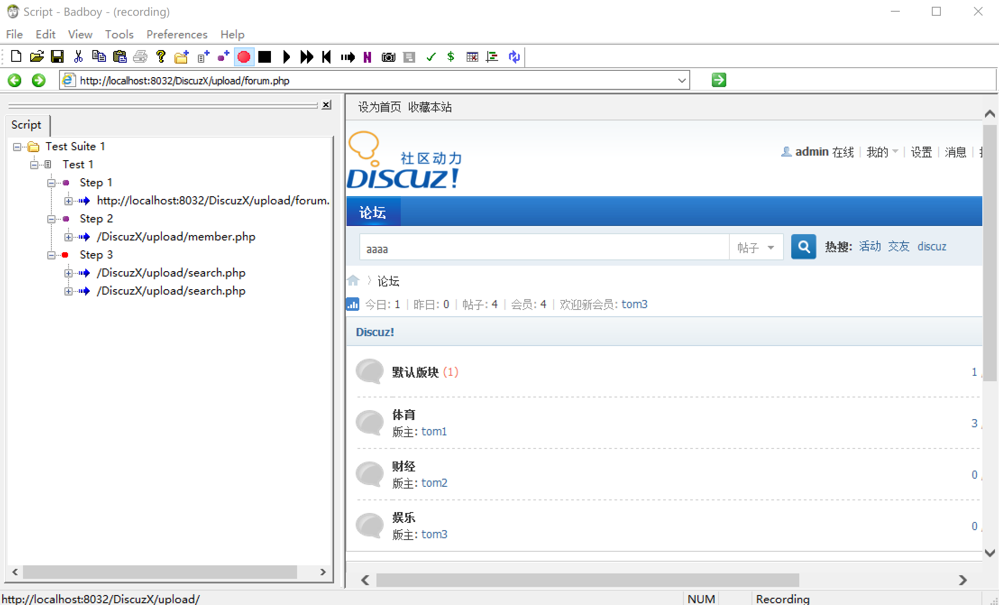 Script - Badboy - (recording)
File Edit View Tools Preferences Help
http://localhost:8032/DiscuzX/upload/forum.php
Script
Test Suite 1
Test 1
Step 1
http://localhost:8032/DiscuzX/upload/forum.
Step 2
/DiscuzX/upload/member.php
Step 3
/DiscuzX/upload/search.php
/DiscuzX/upload/search.php
设为首页 收藏本站
社区动力
DISCUZ!
admin 在线 | 我的 | 设置 | 消息 |
论坛
aaaa 帖子 热搜: 活动 交友 discuz
论坛
今日: 1 | 昨日: 0 | 帖子: 4 | 会员: 4 | 欢迎新会员: tom3
Discuz!
默认版块 (1) 1
体育
版主: tom1
3
财经
版主: tom2
0
娱乐
版主: tom3
0
http://localhost:8032/DiscuzX/upload/ NUM Recording